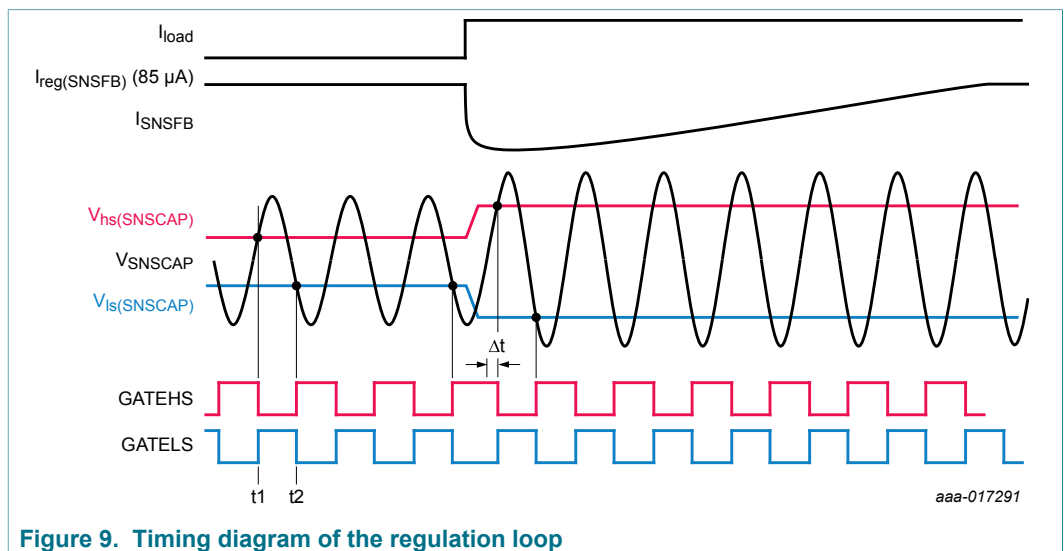 Iload
Ireg(SNSFB) (85 µA)
ISNSFB
Vhs(SNSCAP)
VSNSCAP
Vls(SNSCAP)
Δt
GATEHS
GATELS
t1 t2
aaa-017291
Figure 9. Timing diagram of the regulation loop